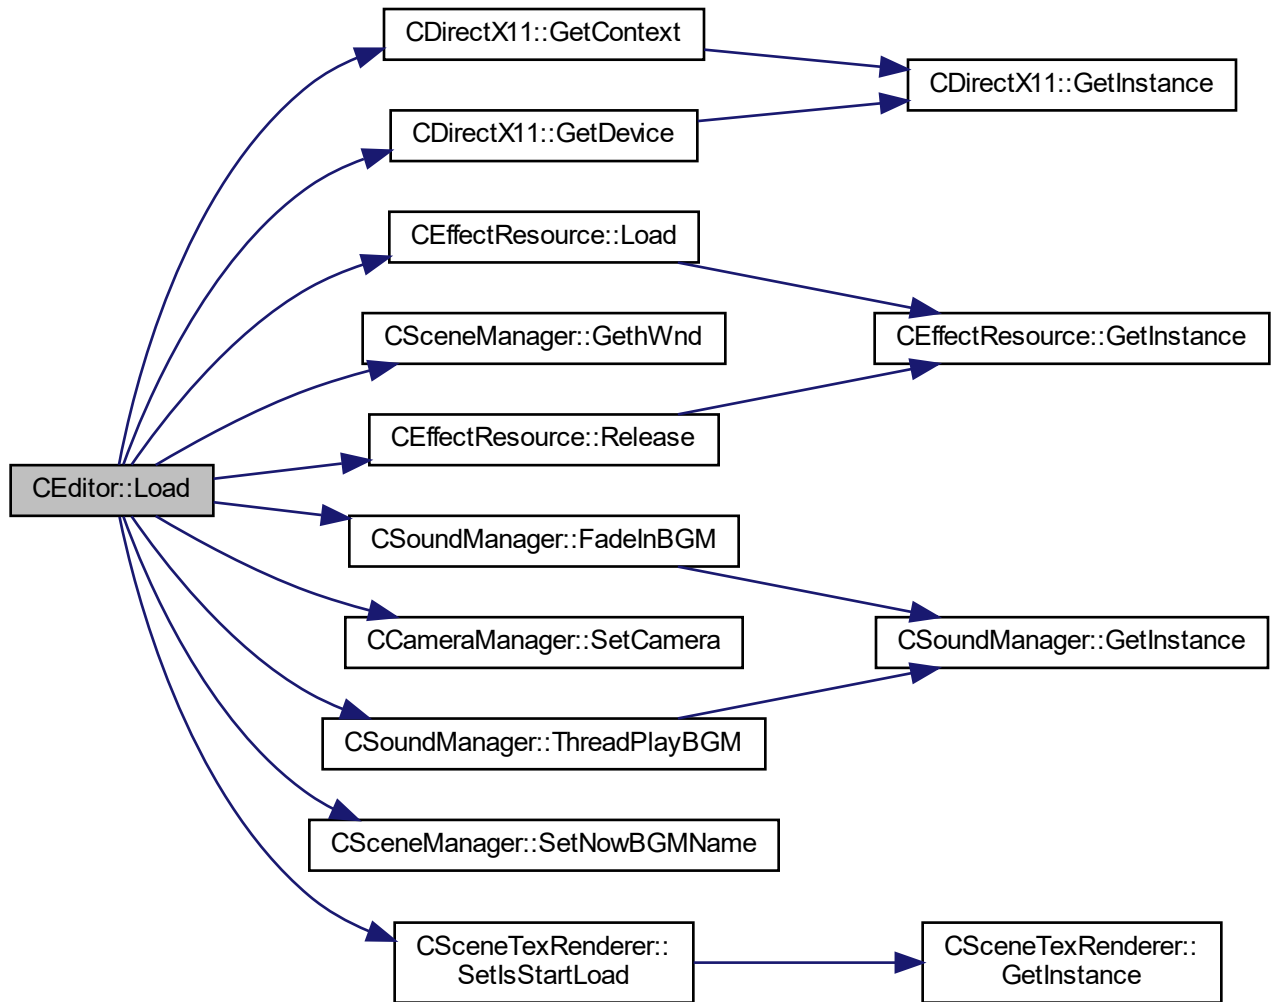 CDirectX11::GetContext
CDirectX11::GetInstance
CDirectX11::GetDevice
CEffectResource::Load
CSceneManager::GethWnd
CEffectResource::GetInstance
CEffectResource::Release
CEditor::Load
CSoundManager::FadeInBGM
CCameraManager::SetCamera
CSoundManager::GetInstance
CSoundManager::ThreadPlayBGM
CSceneManager::SetNowBGMName
CSceneTexRenderer::
SetIsStartLoad
CSceneTexRenderer::
GetInstance